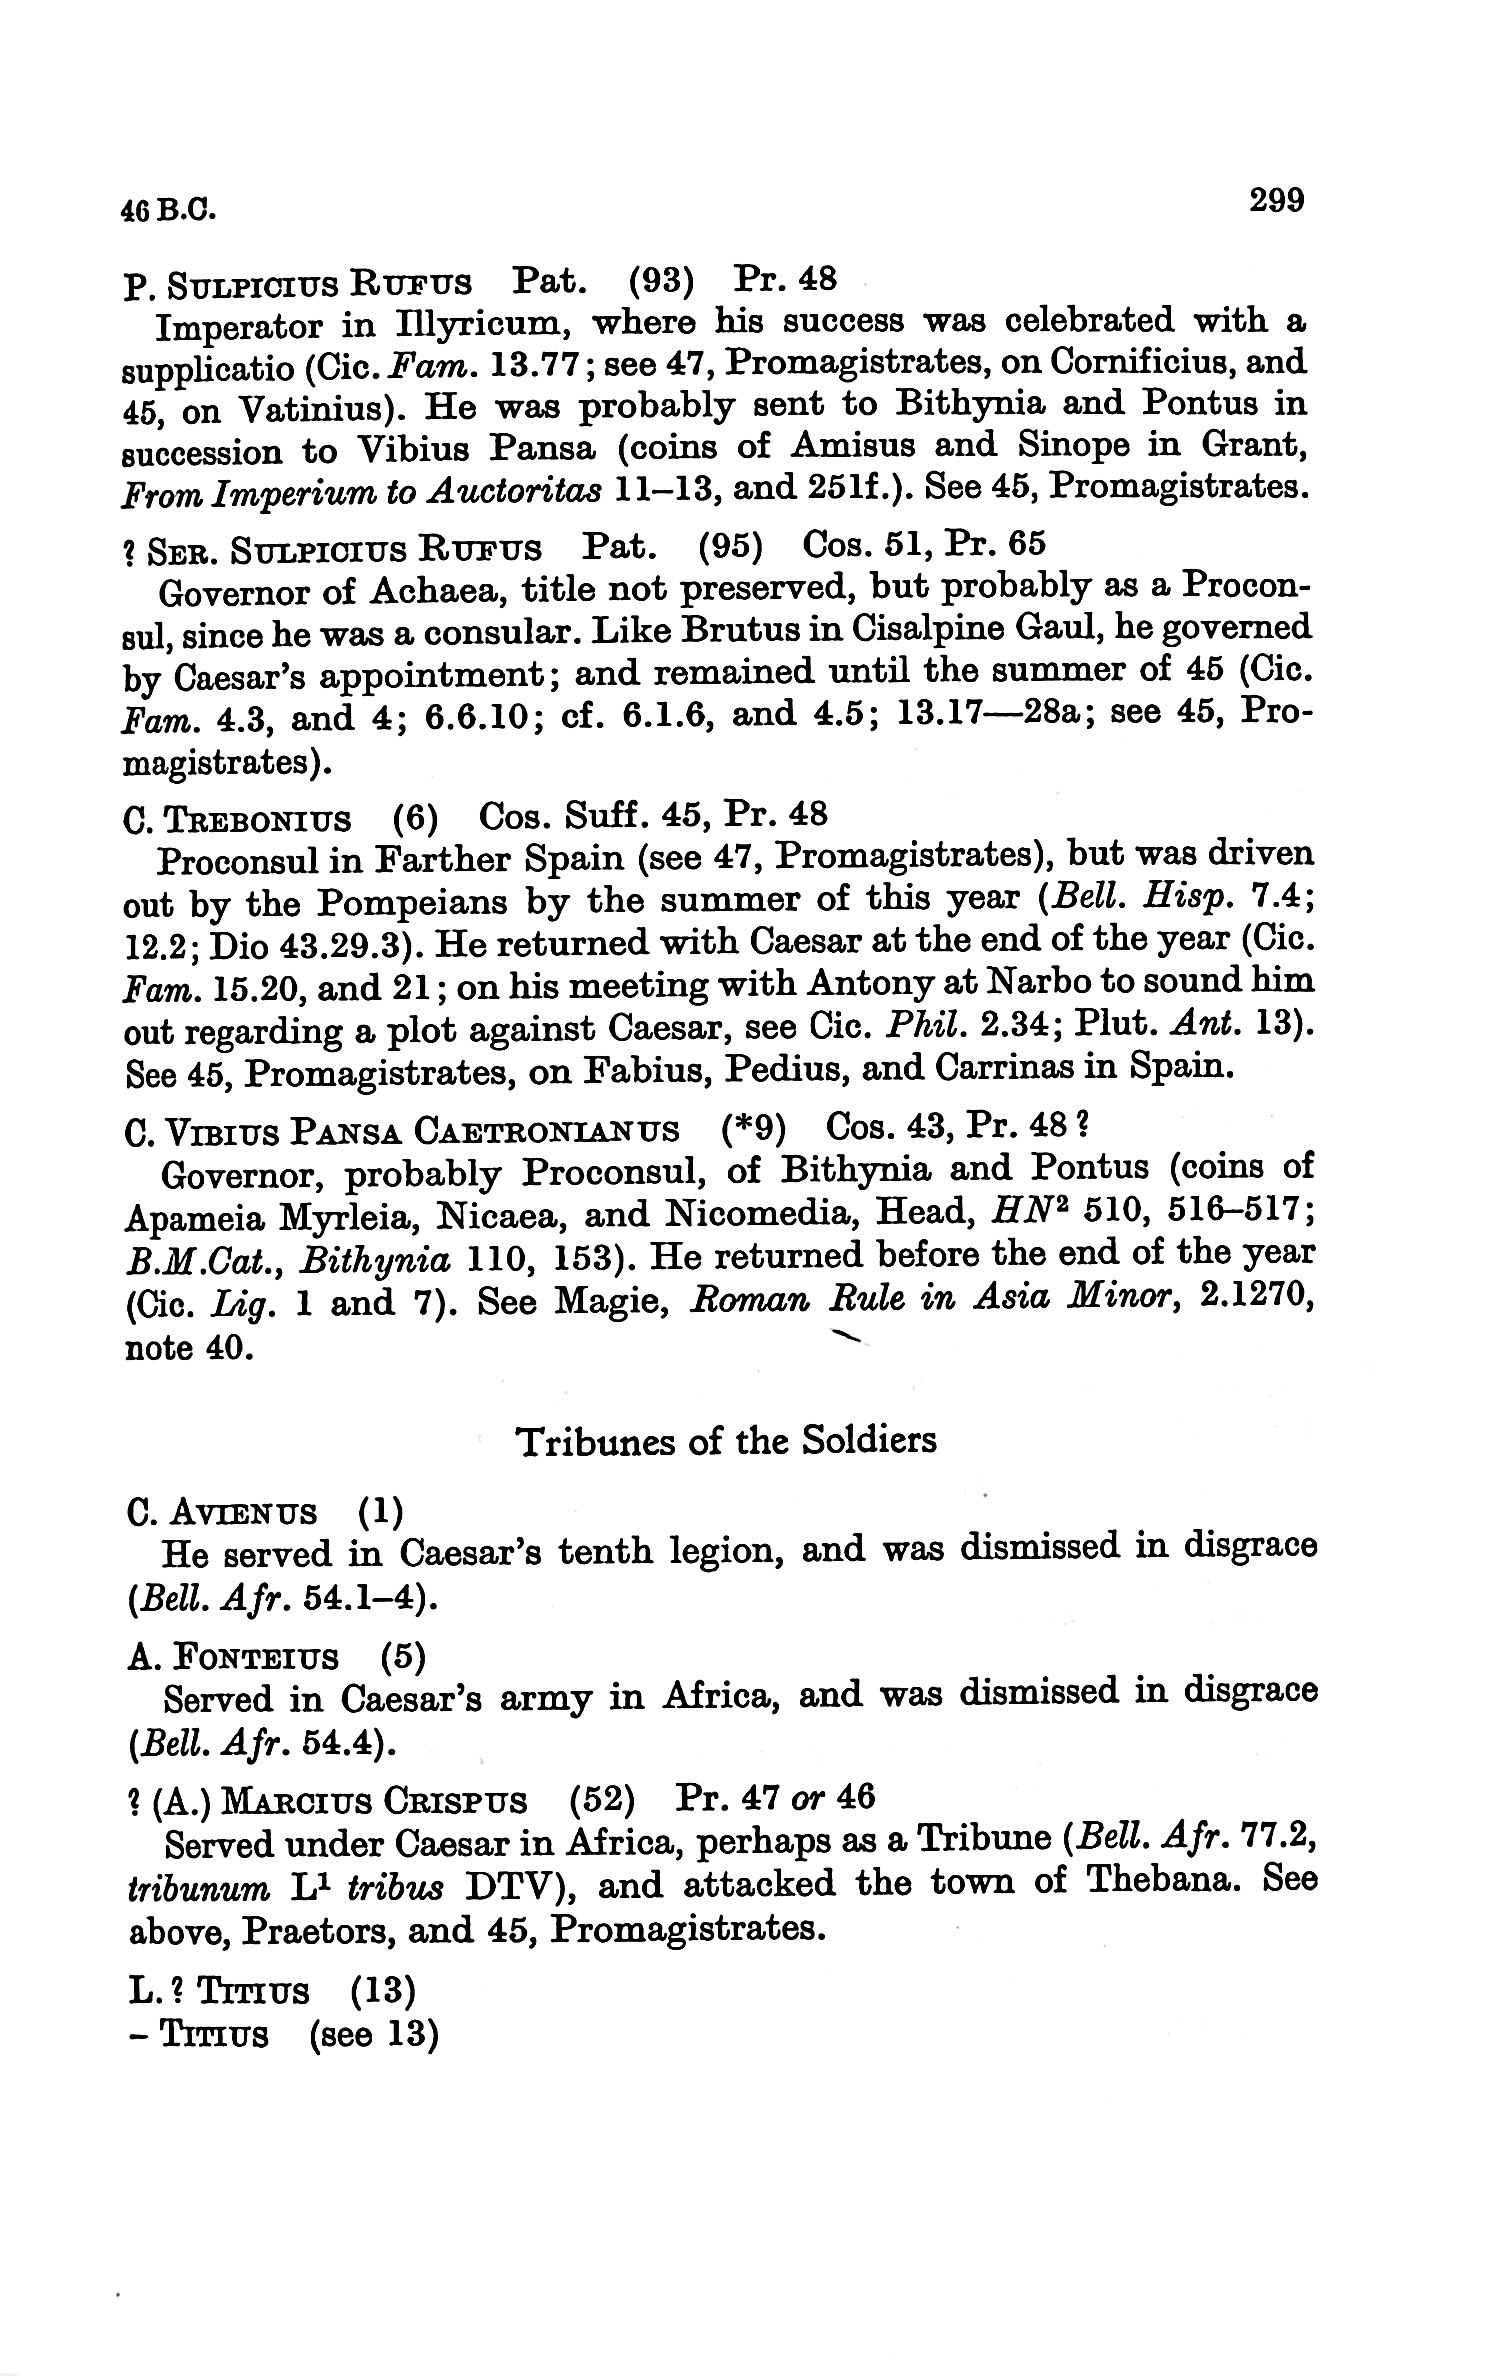 46 B.C. 299
P. SULPICIUS RUFUS Pat. (93) Pr. 48
Imperator in Illyricum, where his success was celebrated with a
supplicatio (Cic. Fam. 13.77; see 47, Promagistrates, on Cornificius, and
45, on Vatinius). He was probably sent to Bithynia and Pontus in
succession to Vibius Pansa (coins of Amisus and Sinope in Grant,
From Imperium to Auctoritas 11–13, and 251f.). See 45, Promagistrates.
? SER. SULPICIUS RUFUS Pat. (95) Cos. 51, Pr. 65
Governor of Achaea, title not preserved, but probably as a Procon-
sul, since he was a consular. Like Brutus in Cisalpine Gaul, he governed
by Caesar's appointment; and remained until the summer of 45 (Cic.
Fam. 4.3, and 4; 6.6.10; cf. 6.1.6, and 4.5; 13.17—28a; see 45, Pro-
magistrates).
C. TREBONIUS (6) Cos. Suff. 45, Pr. 48
Proconsul in Farther Spain (see 47, Promagistrates), but was driven
out by the Pompeians by the summer of this year (Bell. Hisp. 7.4;
12.2; Dio 43.29.3). He returned with Caesar at the end of the year (Cic.
Fam. 15.20, and 21; on his meeting with Antony at Narbo to sound him
out regarding a plot against Caesar, see Cic. Phil. 2.34; Plut. Ant. 13).
See 45, Promagistrates, on Fabius, Pedius, and Carrinas in Spain.
C. VIBIUS PANSA CAETRONIANUS (*9) Cos. 43, Pr. 48?
Governor, probably Proconsul, of Bithynia and Pontus (coins of
Apameia Myrleia, Nicaea, and Nicomedia, Head, HN² 510, 516–517;
B.M.Cat., Bithynia 110, 153). He returned before the end of the year
(Cic. Lig. 1 and 7). See Magie, Roman Rule in Asia Minor, 2.1270,
note 40.
Tribunes of the Soldiers
C. AVIENUS (1)
He served in Caesar's tenth legion, and was dismissed in disgrace
(Bell. Afr. 54.1–4).
A. FONTEIUS (5)
Served in Caesar's army in Africa, and was dismissed in disgrace
(Bell. Afr. 54.4).
? (A.) MARCIUS CRISPUS (52) Pr. 47 or 46
Served under Caesar in Africa, perhaps as a Tribune (Bell. Afr. 77.2,
tribunum L¹ tribus DTV), and attacked the town of Thebana. See
above, Praetors, and 45, Promagistrates.
L.? TITIUS (13)
– TITIUS (see 13)